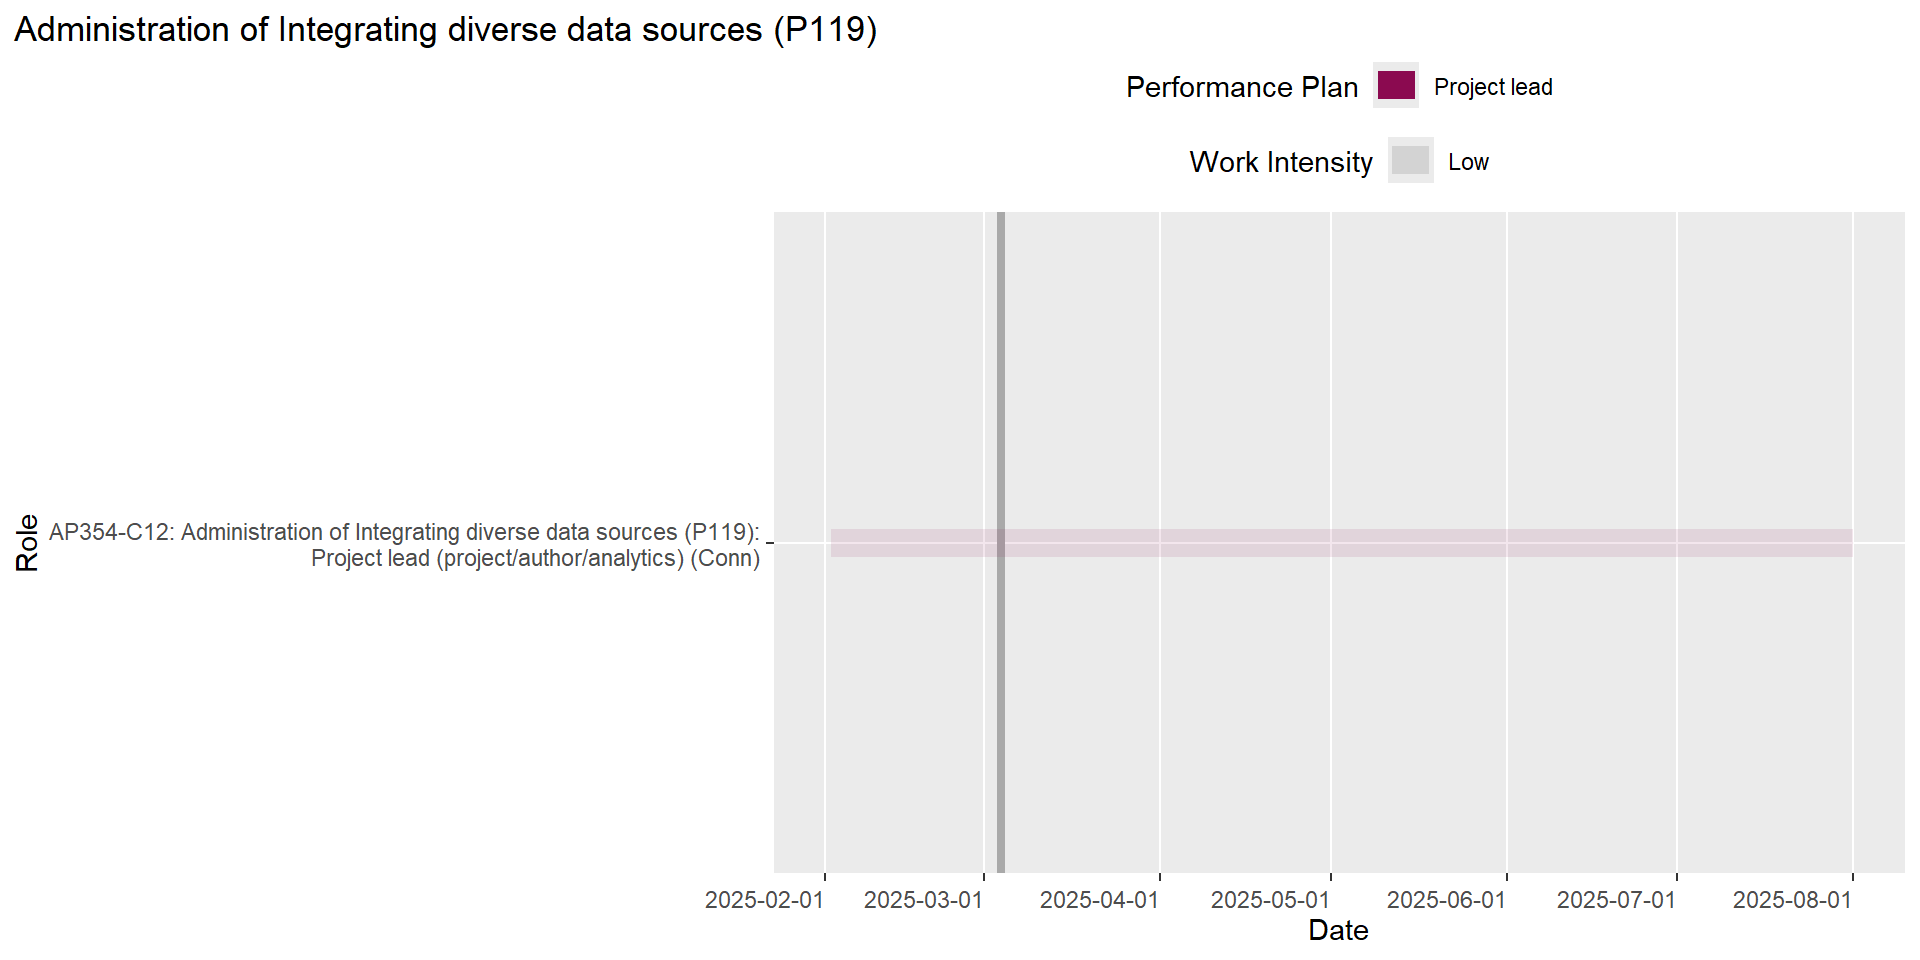 Administration of Integrating diverse data sources (P119)
Performance Plan
Project lead
Work Intensity
Low
Role
AP354-C12: Administration of Integrating diverse data sources (P119):
Project lead (project/author/analytics) (Conn)
2025-02-01
2025-03-01
2025-04-01
2025-05-01
2025-06-01
2025-07-01
2025-08-01
Date